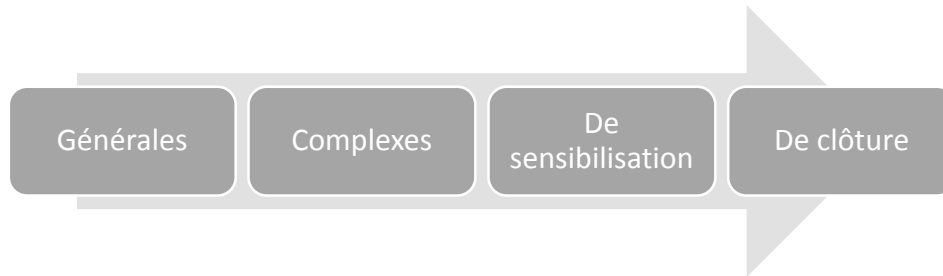 Générales
Complexes
De
sensibilisation
De clôture